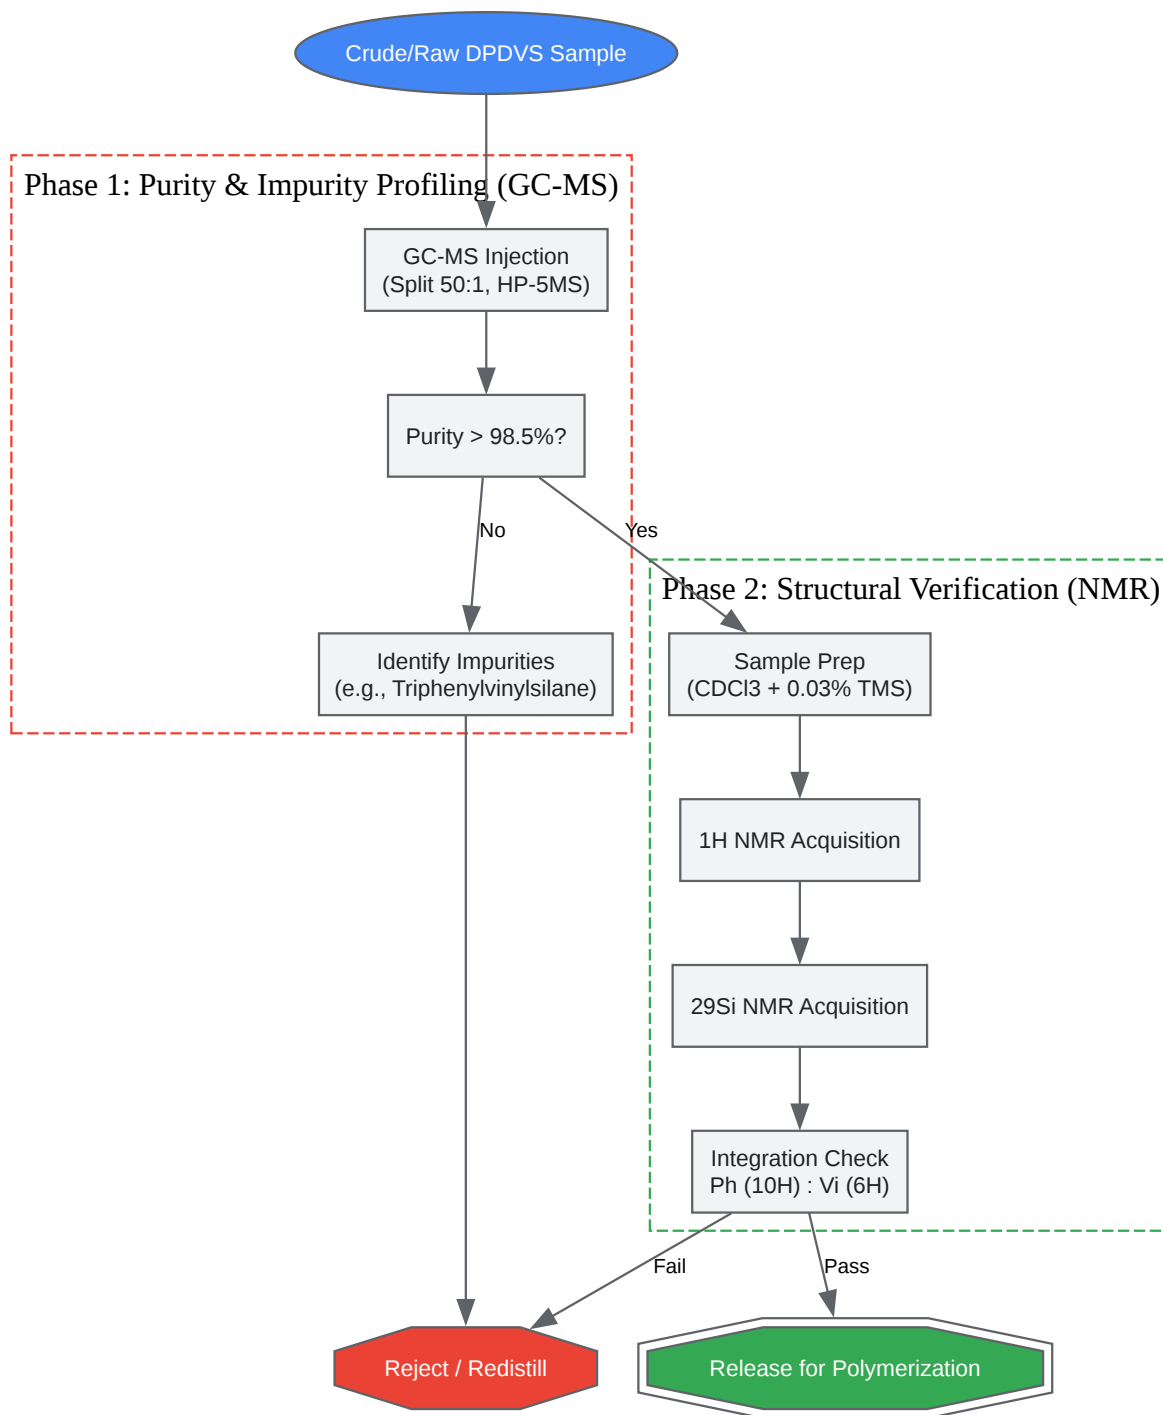 Crude/Raw DPDVS Sample
Phase 1: Purity & Impurity Profiling (GC-MS)
GC-MS Injection
(Split 50:1, HP-5MS)
Purity > 98.5%?
No
Yes
Phase 2: Structural Verification (NMR)
Identify Impurities
(e.g., Triphenylvinylsilane)
Sample Prep
(CDCl3 + 0.03% TMS)
1H NMR Acquisition
29Si NMR Acquisition
Integration Check
Ph (10H) : Vi (6H)
Fail
Pass
Reject / Redistill
Release for Polymerization